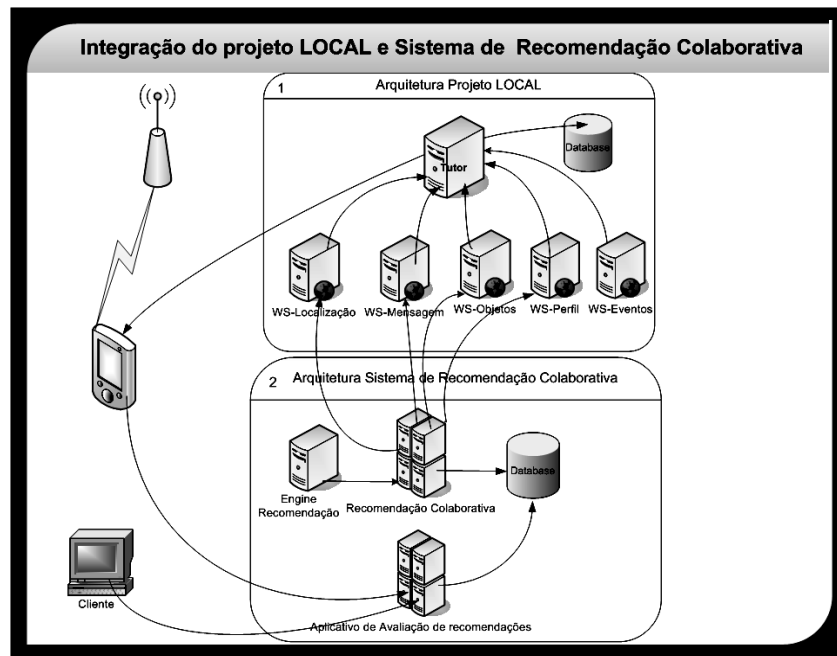 Integração do projeto LOCAL e Sistema de Recomendação Colaborativa
1
Arquitetura Projeto LOCAL
Tutor
Database
WS-Localização
WS-Mensagem
WS-Objetos
WS-Perfil
WS-Eventos
2
Arquitetura Sistema de Recomendação Colaborativa
Engine
Recomendação
Recomendação Colaborativa
Database
Cliente
Aplicativo de Avaliação de recomendações